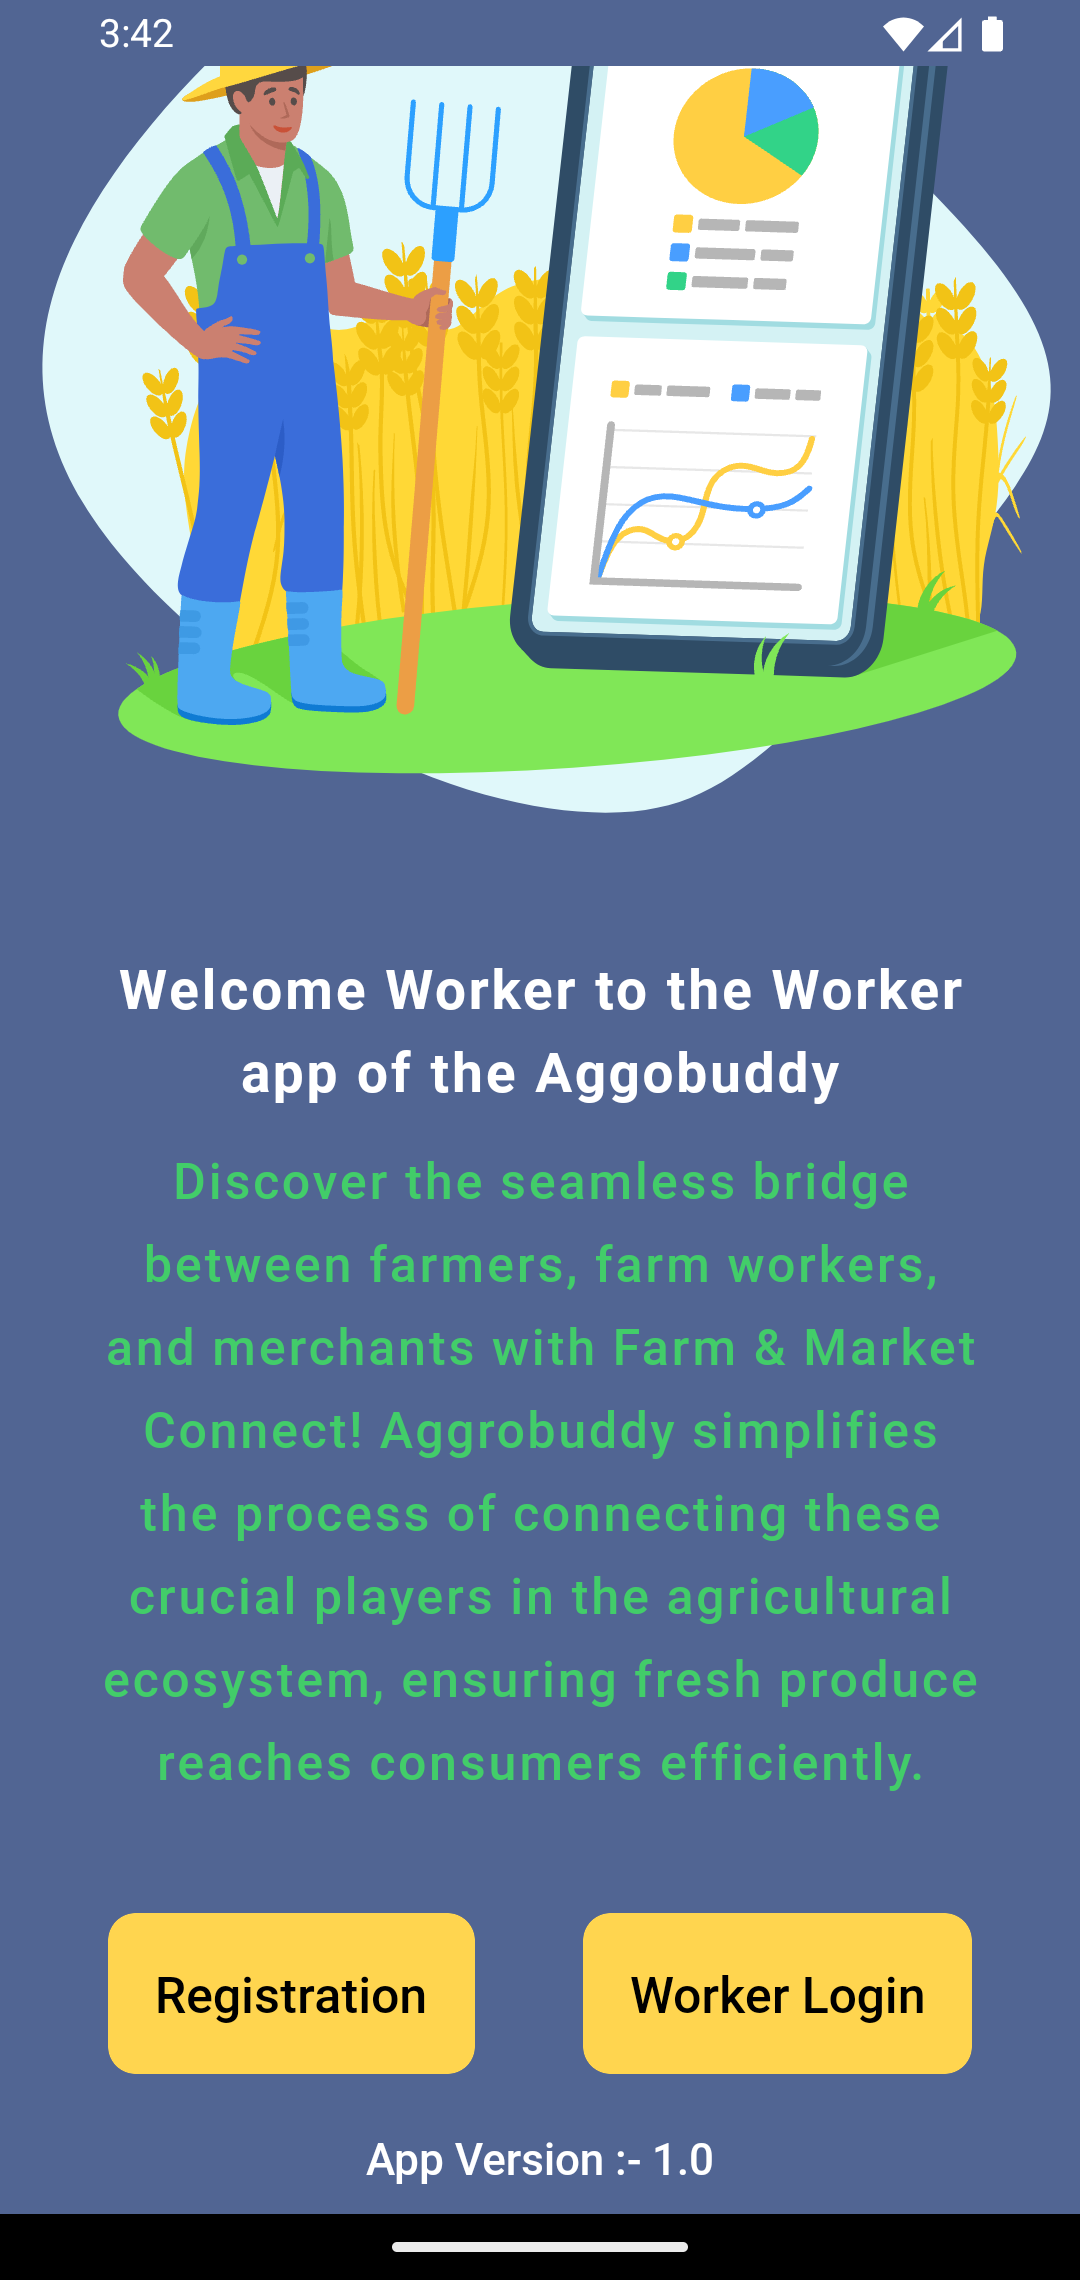 3:42
Welcome Worker to the Worker
app of the Aggobuddy
Discover the seamless bridge
between farmers, farm workers,
and merchants with Farm & Market
Connect! Aggrobuddy simplifies
the process of connecting these
crucial players in the agricultural
ecosystem, ensuring fresh produce
reaches consumers efficiently.
Registration
Worker Login
App Version :- 1.0